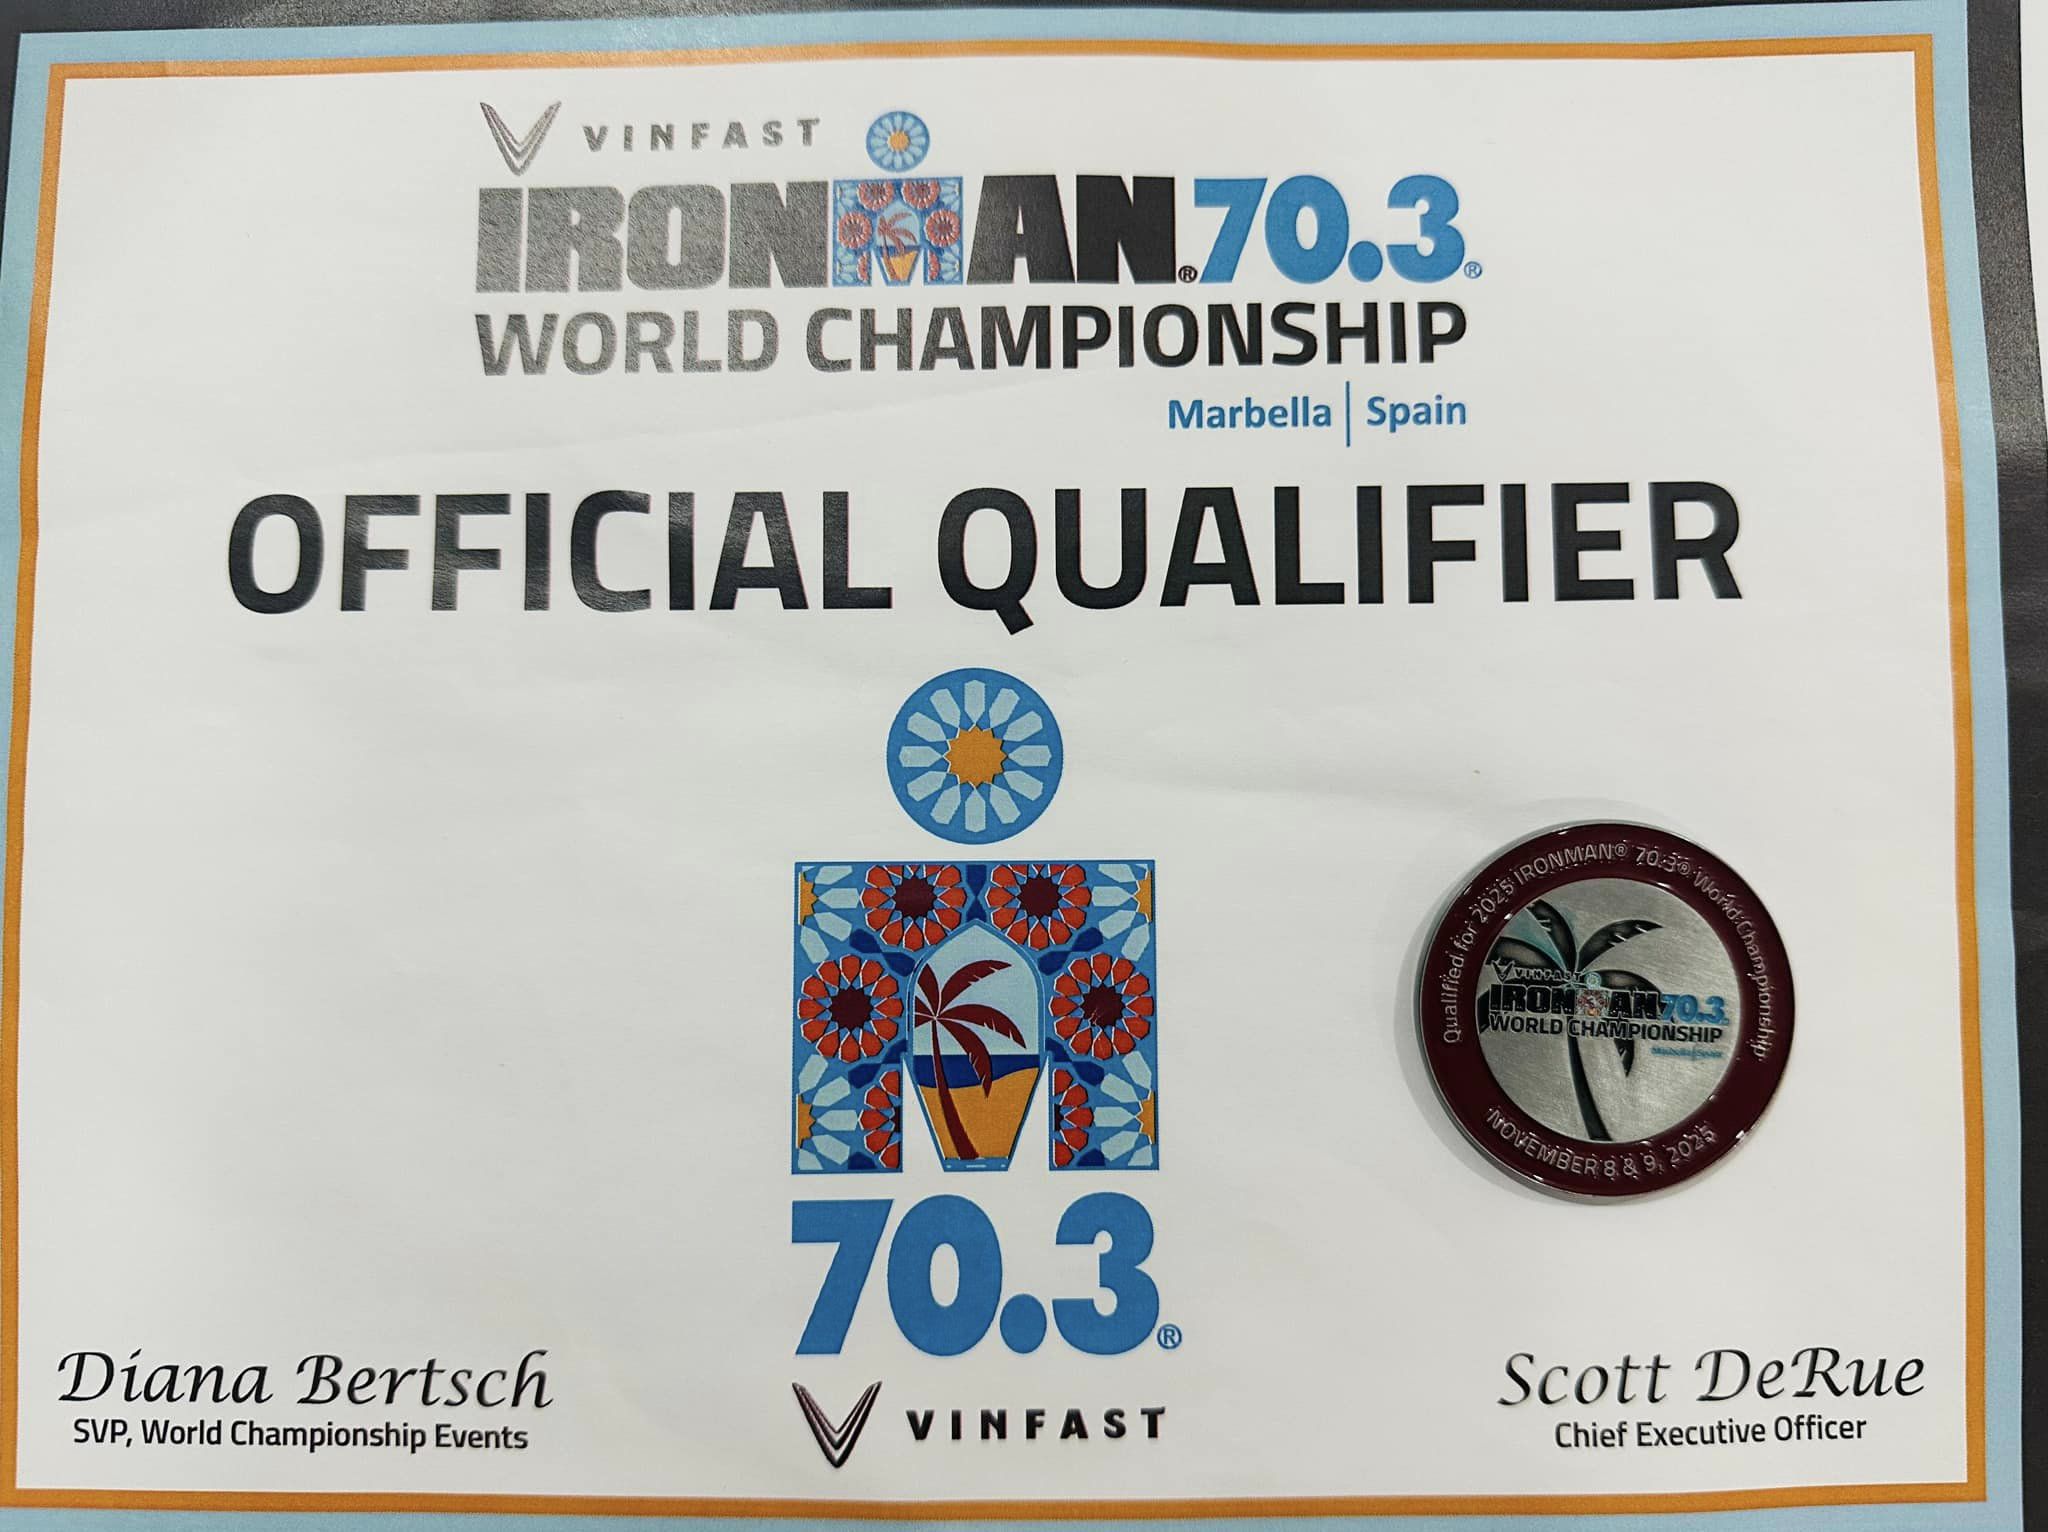 VINFAST
IRONMAN® 70.3®
WORLD CHAMPIONSHIP
Marbella | Spain
OFFICIAL QUALIFIER
Qualified for 2025 IRONMAN® 70.3® World Championship
VINFAST
IRONMAN 70.3
WORLD CHAMPIONSHIP
Marbella | Spain
NOVEMBER 8 & 9, 2025
70.3®
VINFAST
Diana Bertsch
SVP, World Championship Events
Scott DeRue
Chief Executive Officer